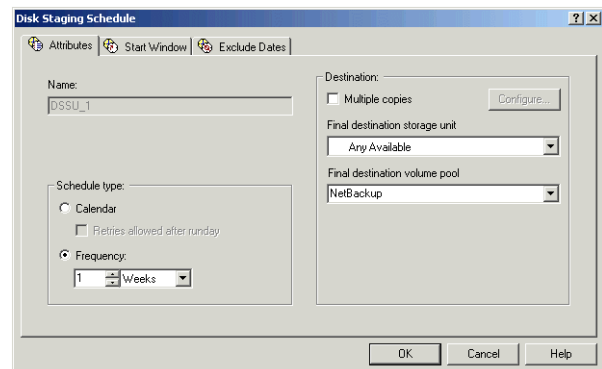 Disk Staging Schedule
Attributes
Start Window
Exclude Dates
Name:
DSSU_1
Schedule type:
Calendar
Retries allowed after runday
Frequency:
1
Weeks
Destination:
Multiple copies
Configure...
Final destination storage unit
Any Available
Final destination volume pool
NetBackup
OK
Cancel
Help